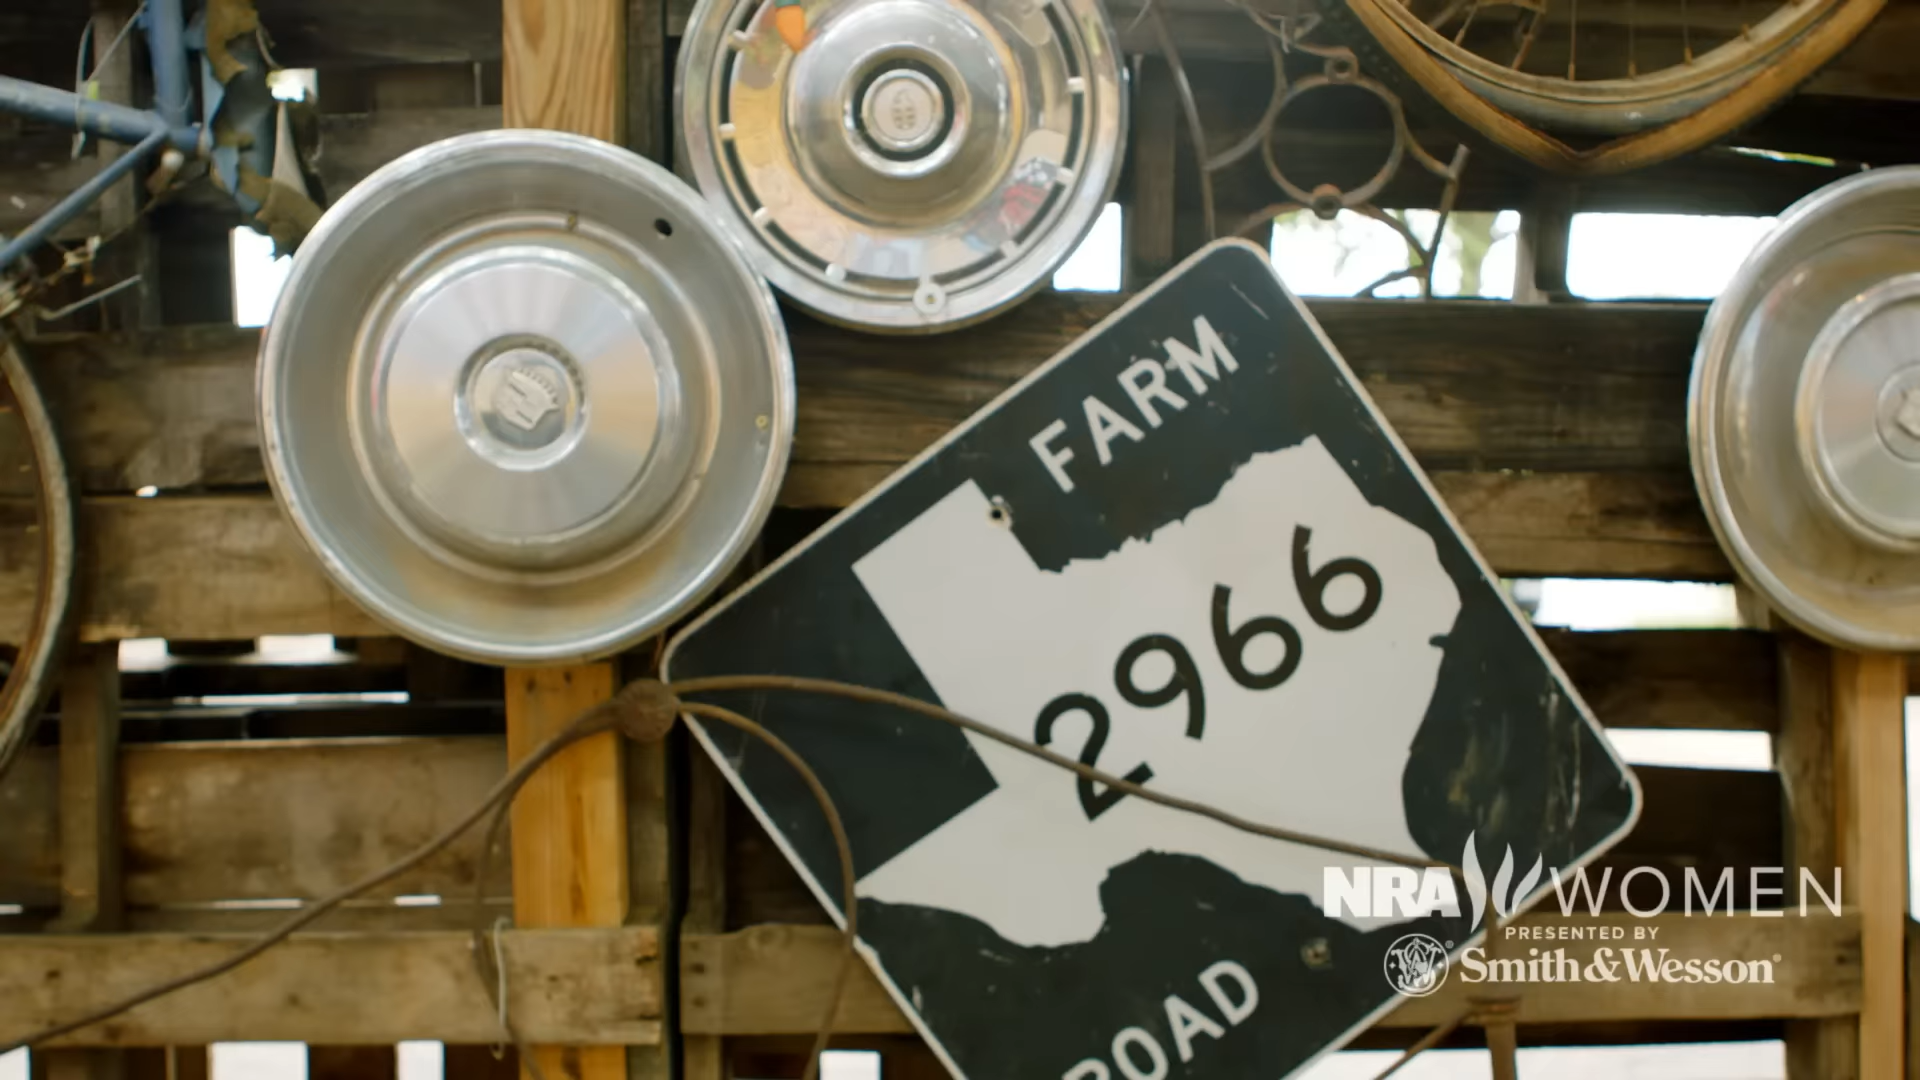 FARM
2966
ROAD
NRA WOMEN
PRESENTED BY
Smith & Wesson